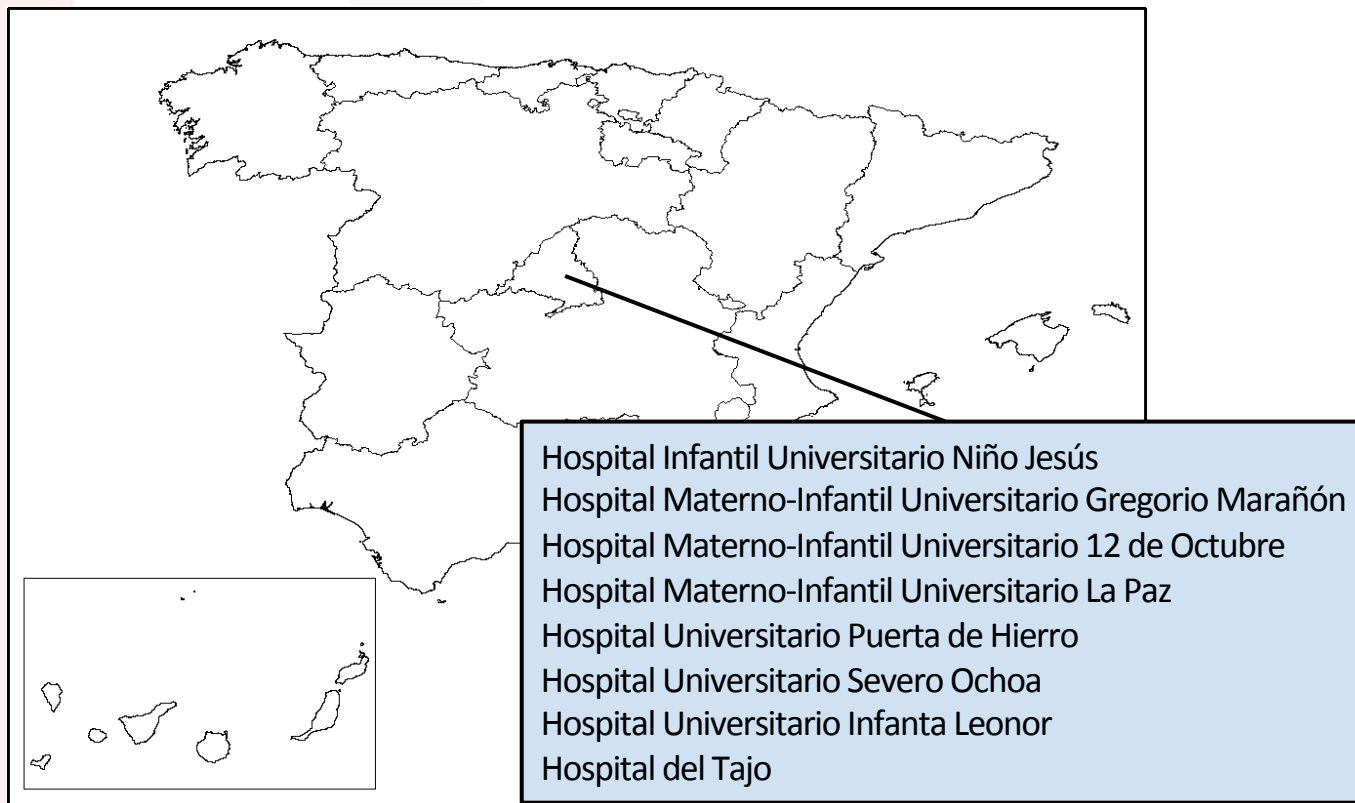 Hospital Infantil Universitario Niño Jesús
Hospital Materno-Infantil Universitario Gregorio Marañón
Hospital Materno-Infantil Universitario 12 de Octubre
Hospital Materno-Infantil Universitario La Paz
Hospital Universitario Puerta de Hierro
Hospital Universitario Severo Ochoa
Hospital Universitario Infanta Leonor
Hospital del Tajo